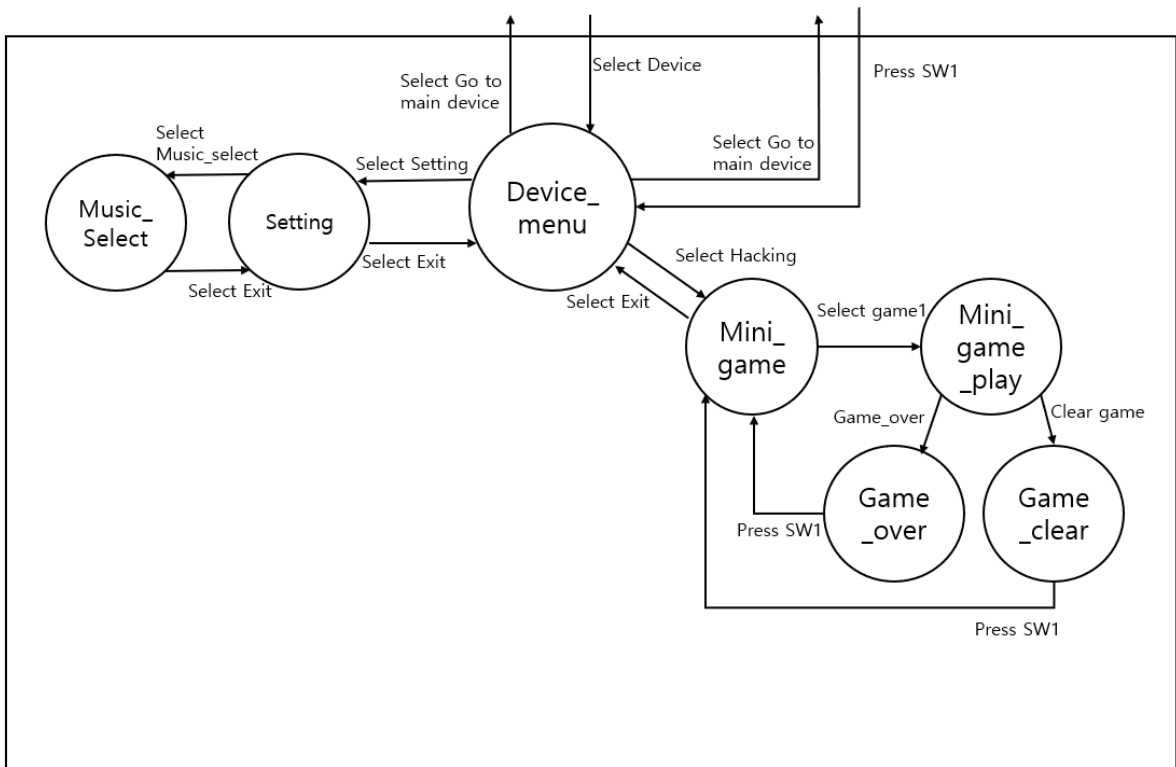 Select Go to
main device
Select Device
Press SW1
Select
Music_select
Select Setting
Select Go to
main device
Music_
Select
Setting
Device_
menu
Select Exit
Select Exit
Select Hacking
Select Exit
Mini_
game
Select game1
Mini_
game
_play
Game_over
Clear game
Game
_over
Game
_clear
Press SW1
Press SW1